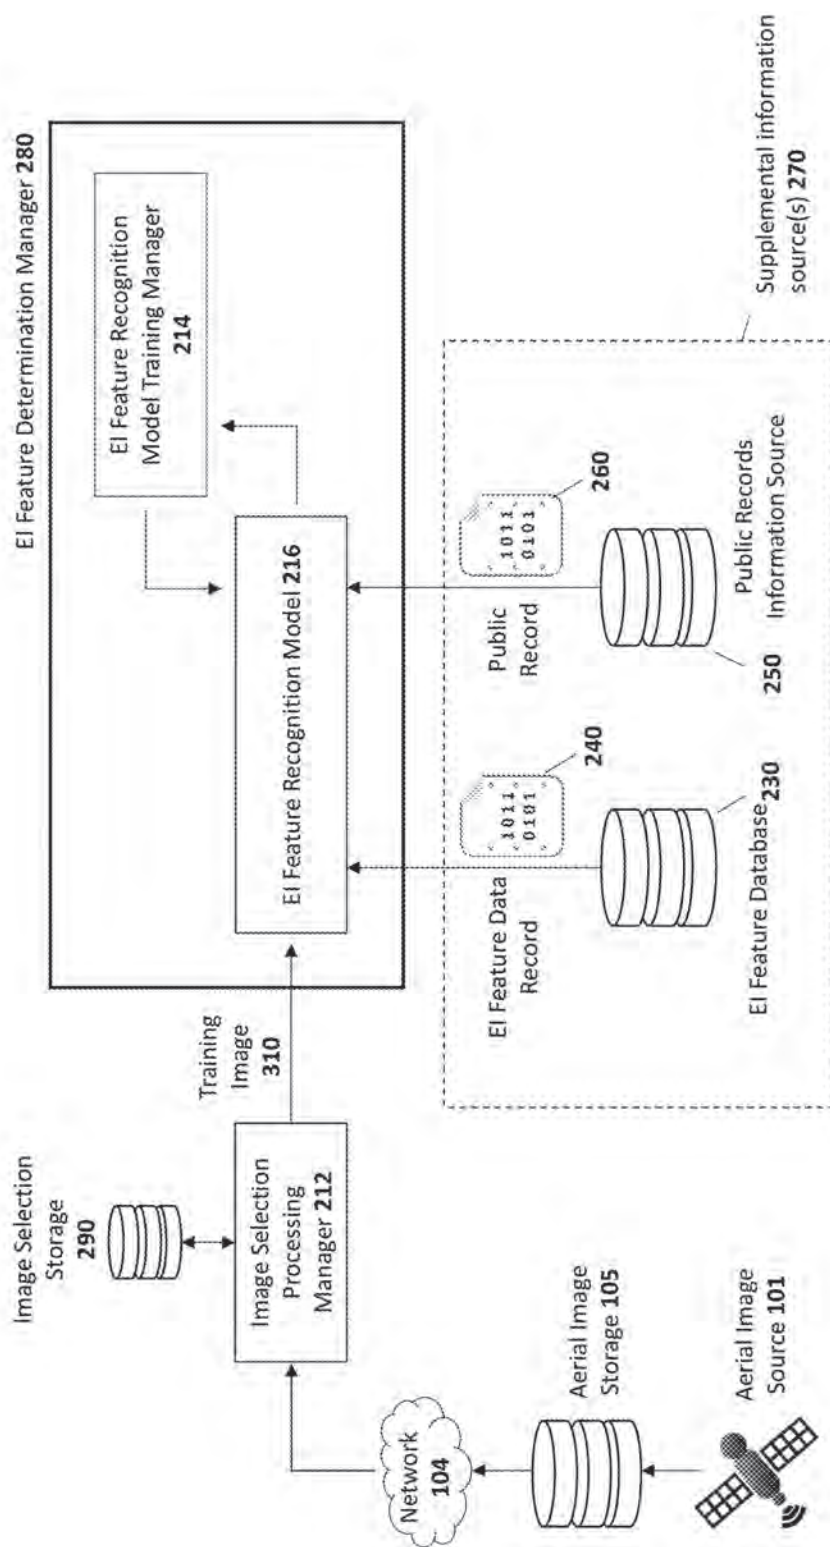 EI Feature Determination Manager 280
EI Feature Recognition
Model Training Manager
214
EI Feature Recognition Model 216
Image Selection
Storage
290
Training
Image
310
Image Selection
Processing
Manager 212
Network
104
Aerial Image
Storage 105
Aerial Image
Source 101
EI Feature Data
Record
1011
0101
240
Public
Record
1011
0101
260
EI Feature Database
230
250
Public Records
Information Source
Supplemental information
source(s) 270